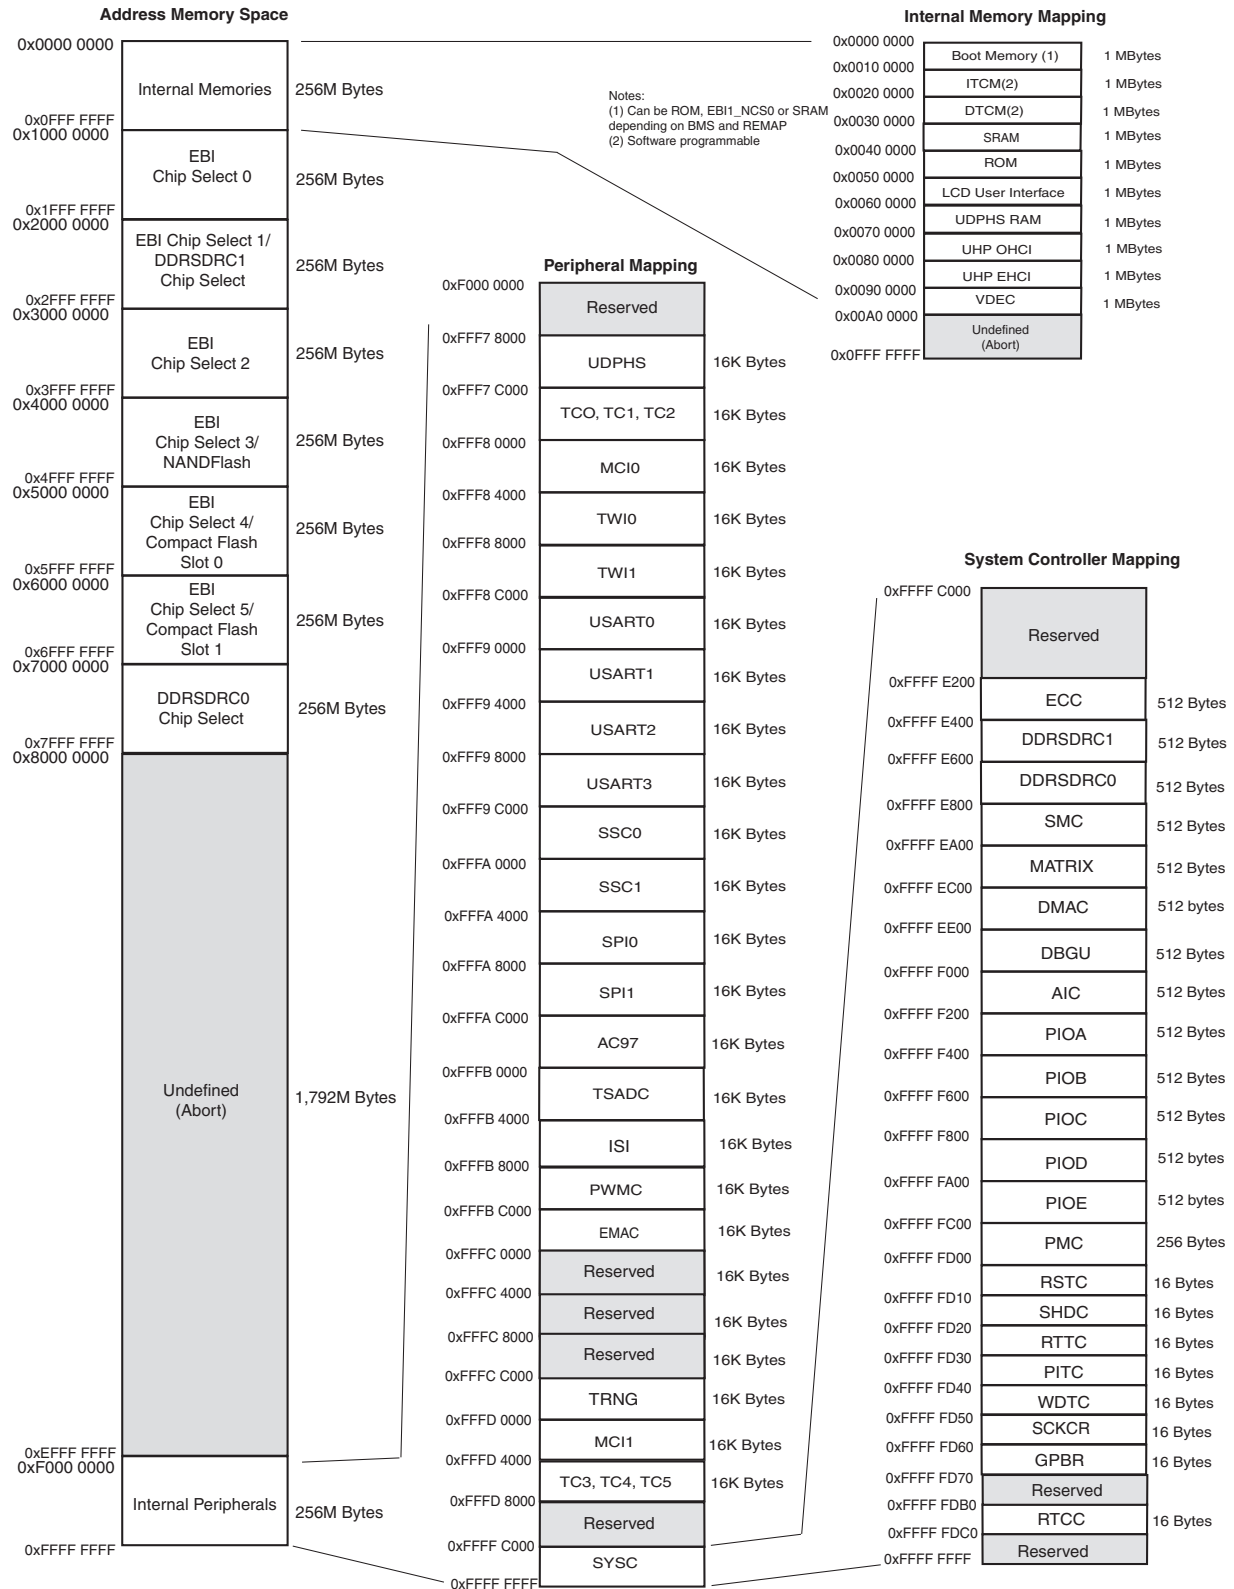 Address Memory Space
0x0000 0000
Internal Memories
256M Bytes
0x0FFF FFFF
0x1000 0000
EBI
Chip Select 0
256M Bytes
0x1FFF FFFF
0x2000 0000
EBI Chip Select 1/
DDRSDRC1
Chip Select
256M Bytes
0x2FFF FFFF
0x3000 0000
EBI
Chip Select 2
256M Bytes
0x3FFF FFFF
0x4000 0000
EBI
Chip Select 3/
NANDFlash
256M Bytes
0x4FFF FFFF
0x5000 0000
EBI
Chip Select 4/
Compact Flash
Slot 0
256M Bytes
0x5FFF FFFF
0x6000 0000
EBI
Chip Select 5/
Compact Flash
Slot 1
256M Bytes
0x6FFF FFFF
0x7000 0000
DDRSDRC0
Chip Select
256M Bytes
0x7FFF FFFF
0x8000 0000
Undefined
(Abort)
1,792M Bytes
0xEFFF FFFF
0xF000 0000
Internal Peripherals
256M Bytes
0xFFFF FFFF
Peripheral Mapping
0xF000 0000
Reserved
0xFFF7 8000
UDPHS
16K Bytes
0xFFF7 C000
TCO, TC1, TC2
16K Bytes
0xFFF8 0000
MCI0
16K Bytes
0xFFF8 4000
TWI0
16K Bytes
0xFFF8 8000
TWI1
16K Bytes
0xFFF8 C000
USART0
16K Bytes
0xFFF9 0000
USART1
16K Bytes
0xFFF9 4000
USART2
16K Bytes
0xFFF9 8000
USART3
16K Bytes
0xFFF9 C000
SSC0
16K Bytes
0xFFFA 0000
SSC1
16K Bytes
0xFFFA 4000
SPI0
16K Bytes
0xFFFA 8000
SPI1
16K Bytes
0xFFFA C000
AC97
16K Bytes
0xFFFB 0000
TSADC
16K Bytes
0xFFFB 4000
ISI
16K Bytes
0xFFFB 8000
PWMC
16K Bytes
0xFFFB C000
EMAC
16K Bytes
0xFFFC 0000
Reserved
16K Bytes
0xFFFC 4000
Reserved
16K Bytes
0xFFFC 8000
Reserved
16K Bytes
0xFFFC C000
TRNG
16K Bytes
0xFFFD 0000
MCI1
16K Bytes
0xFFFD 4000
TC3, TC4, TC5
16K Bytes
0xFFFD 8000
Reserved
0xFFFF C000
SYSC
0xFFFF FFFF
Notes:
(1) Can be ROM, EBI1_NCS0 or SRAM
depending on BMS and REMAP
(2) Software programmable
Internal Memory Mapping
0x0000 0000
Boot Memory (1)
1 MBytes
0x0010 0000
ITCM(2)
1 MBytes
0x0020 0000
DTCM(2)
1 MBytes
0x0030 0000
SRAM
1 MBytes
0x0040 0000
ROM
1 MBytes
0x0050 0000
LCD User Interface
1 MBytes
0x0060 0000
UDPHS RAM
1 MBytes
0x0070 0000
UHP OHCI
1 MBytes
0x0080 0000
UHP EHCI
1 MBytes
0x0090 0000
VDEC
1 MBytes
0x00A0 0000
Undefined
(Abort)
0x0FFF FFFF
System Controller Mapping
0xFFFF C000
Reserved
0xFFFF E200
ECC
512 Bytes
0xFFFF E400
DDRSDRC1
512 Bytes
0xFFFF E600
DDRSDRC0
512 Bytes
0xFFFF E800
SMC
512 Bytes
0xFFFF EA00
MATRIX
512 Bytes
0xFFFF EC00
DMAC
512 bytes
0xFFFF EE00
DBGU
512 Bytes
0xFFFF F000
AIC
512 Bytes
0xFFFF F200
PIOA
512 Bytes
0xFFFF F400
PIOB
512 Bytes
0xFFFF F600
PIOC
512 Bytes
0xFFFF F800
PIOD
512 bytes
0xFFFF FA00
PIOE
512 bytes
0xFFFF FC00
PMC
256 Bytes
0xFFFF FD00
RSTC
16 Bytes
0xFFFF FD10
SHDC
16 Bytes
0xFFFF FD20
RTTC
16 Bytes
0xFFFF FD30
PITC
16 Bytes
0xFFFF FD40
WDTC
16 Bytes
0xFFFF FD50
SCKCR
16 Bytes
0xFFFF FD60
GPBR
16 Bytes
0xFFFF FD70
Reserved
0xFFFF FDB0
RTCC
16 Bytes
0xFFFF FDC0
Reserved
0xFFFF FFFF